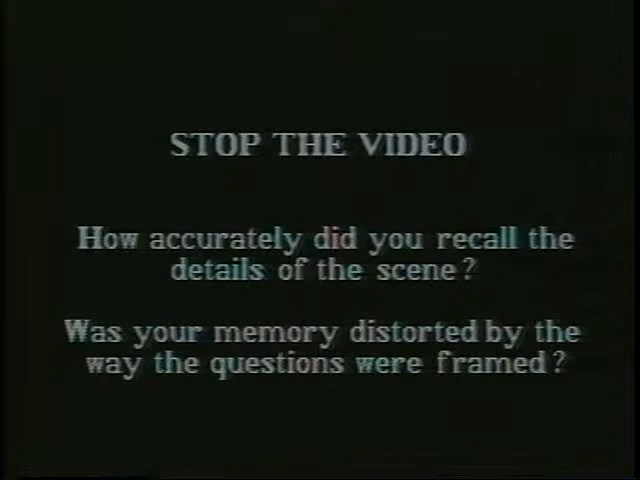 STOP THE VIDEO
How accurately did you recall the
details of the scene?
Was your memory distorted by the
way the questions were framed?